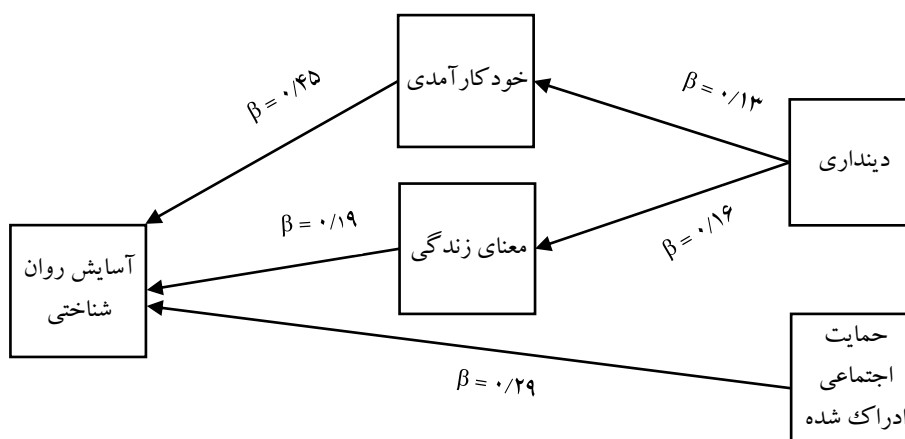 خودکارآمدی
β = ۰/۱۳
β = ۰/۴۵
دینداری
معنای زندگی
β = ۰/۱۶
β = ۰/۱۹
آسایش روان
شناختی
حمایت
اجتماعی
ادراک شده
β = ۰/۲۹